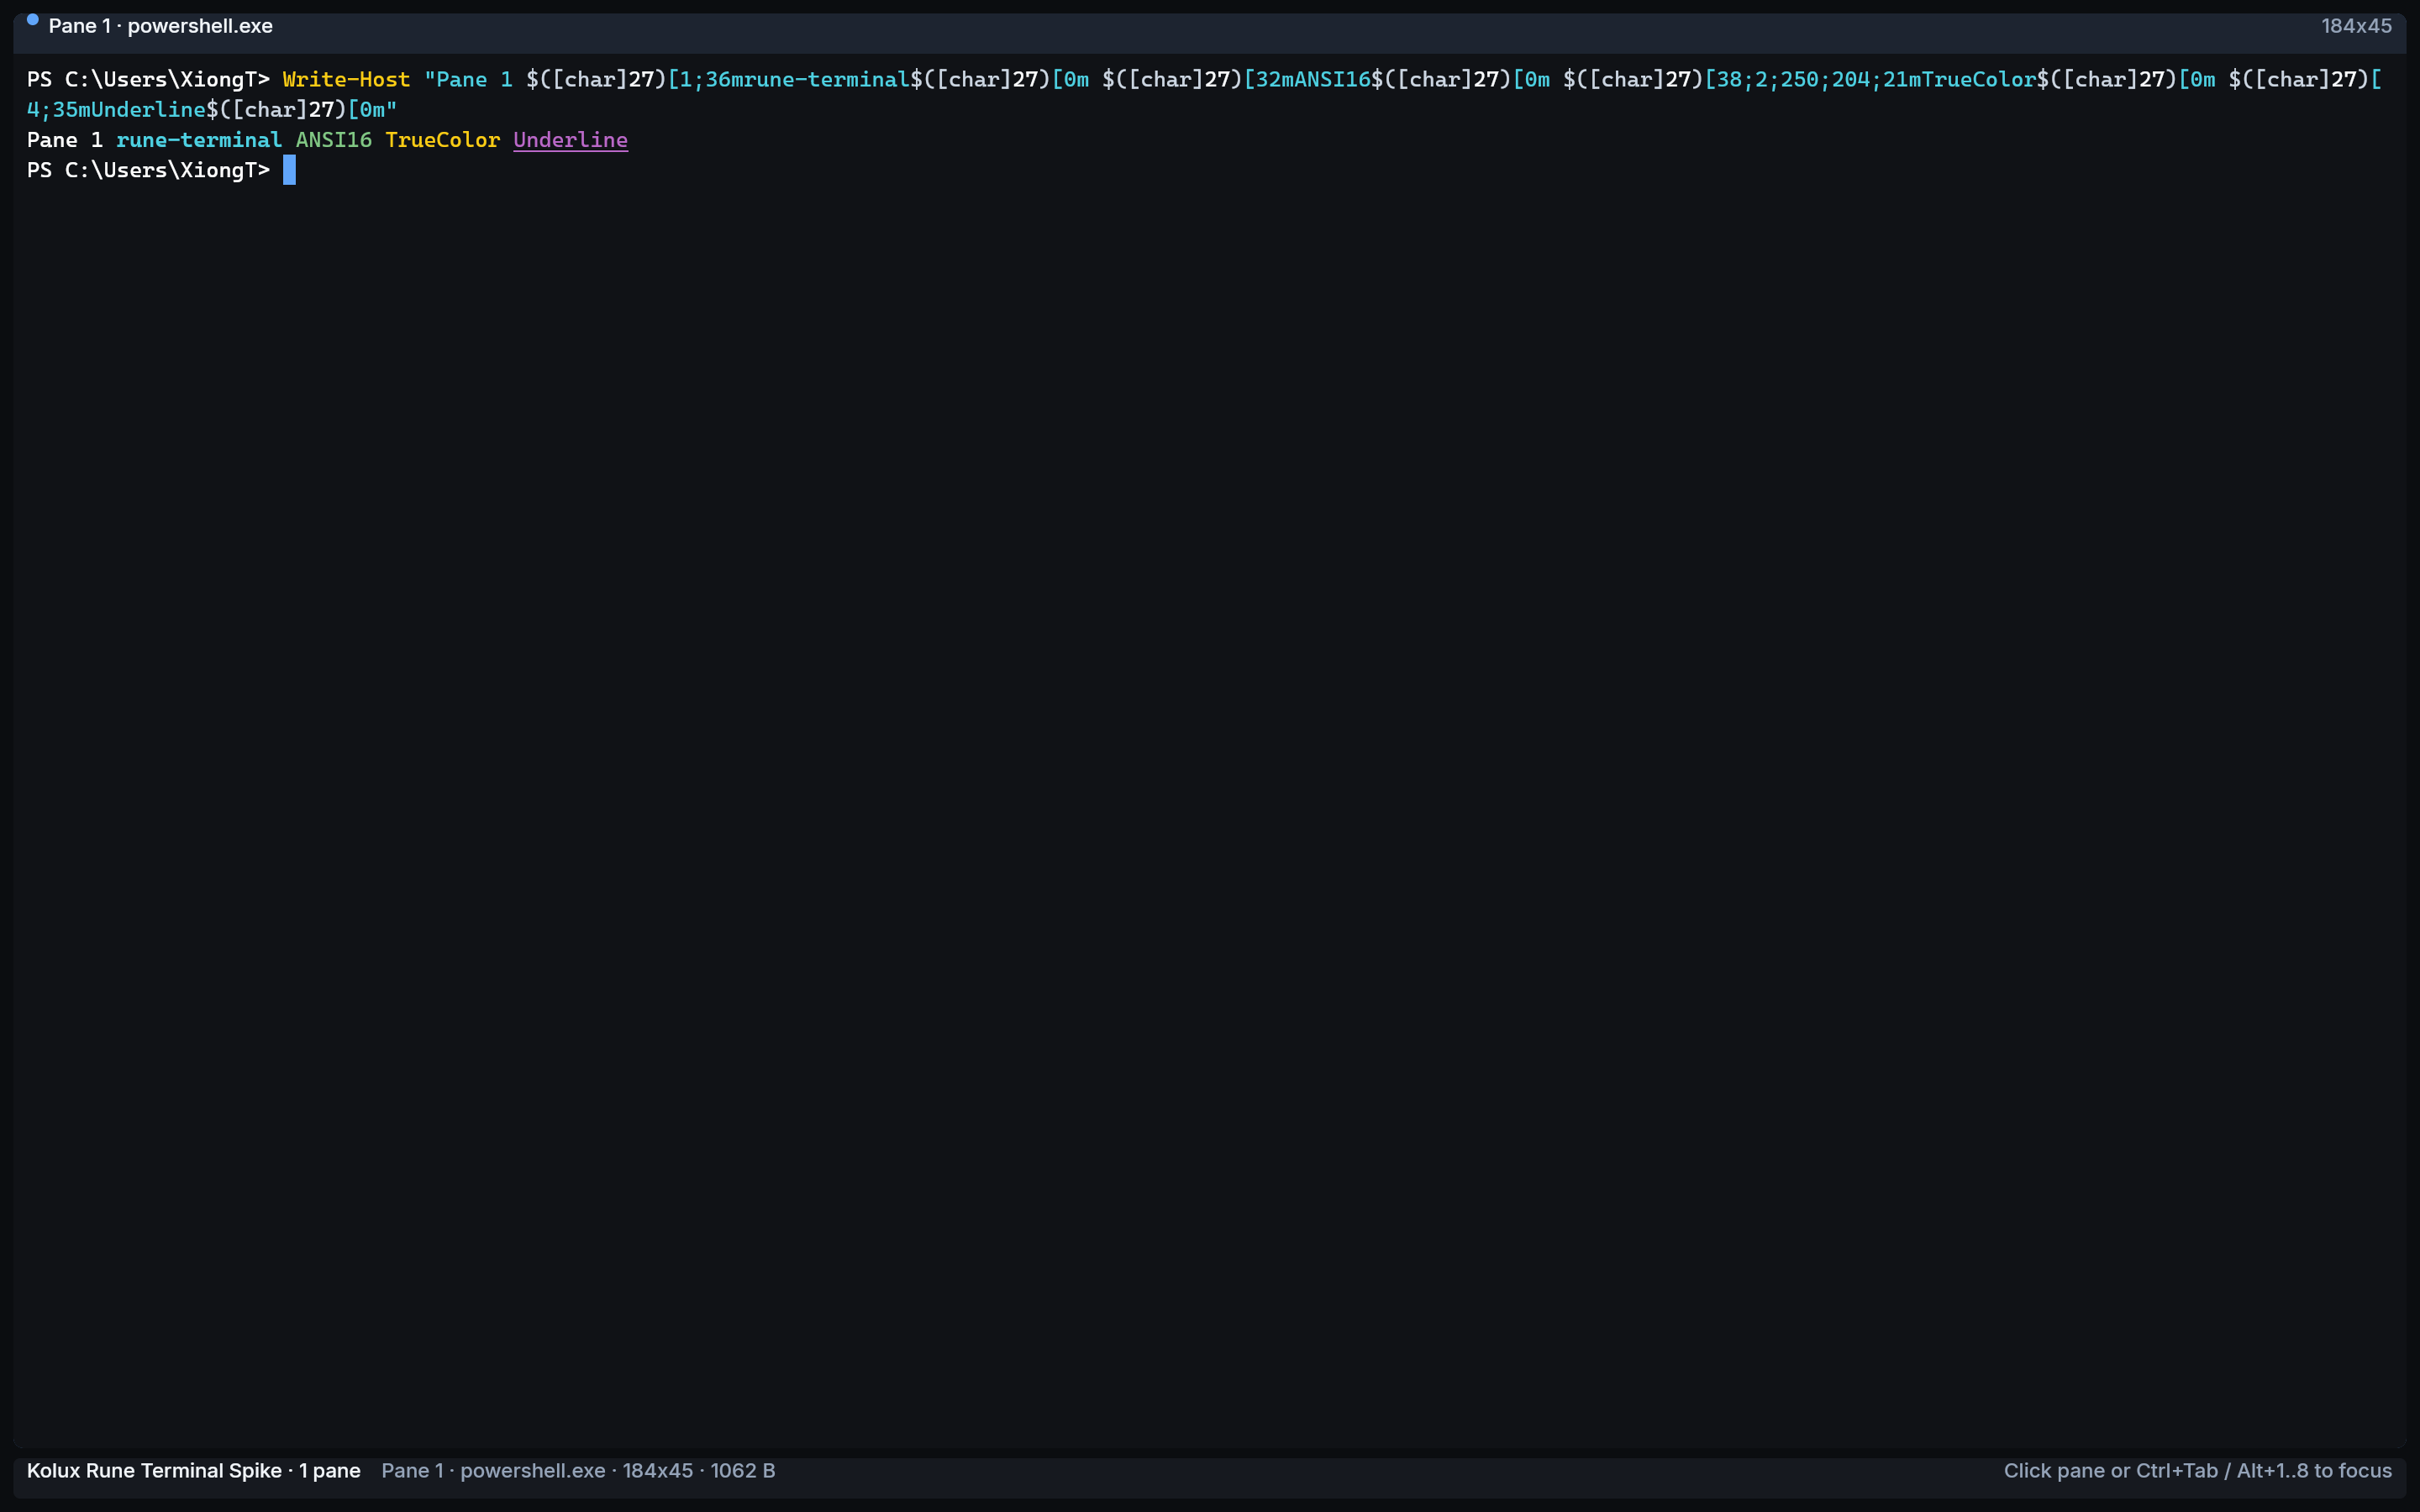 Pane 1 · powershell.exe
184x45
PS C:\Users\XiongT> Write-Host "Pane 1 $([char]27)[1;36mrune-terminal$([char]27)[0m $([char]27)[32mANSI16$([char]27)[0m $([char]27)[38;2;250;204;21mTrueColor$([char]27)[0m $([char]27)[
4;35mUnderline$([char]27)[0m"
Pane 1 rune-terminal ANSI16 TrueColor Underline
PS C:\Users\XiongT>
Kolux Rune Terminal Spike · 1 pane
Pane 1 · powershell.exe · 184x45 · 1062 B
Click pane or Ctrl+Tab / Alt+1..8 to focus